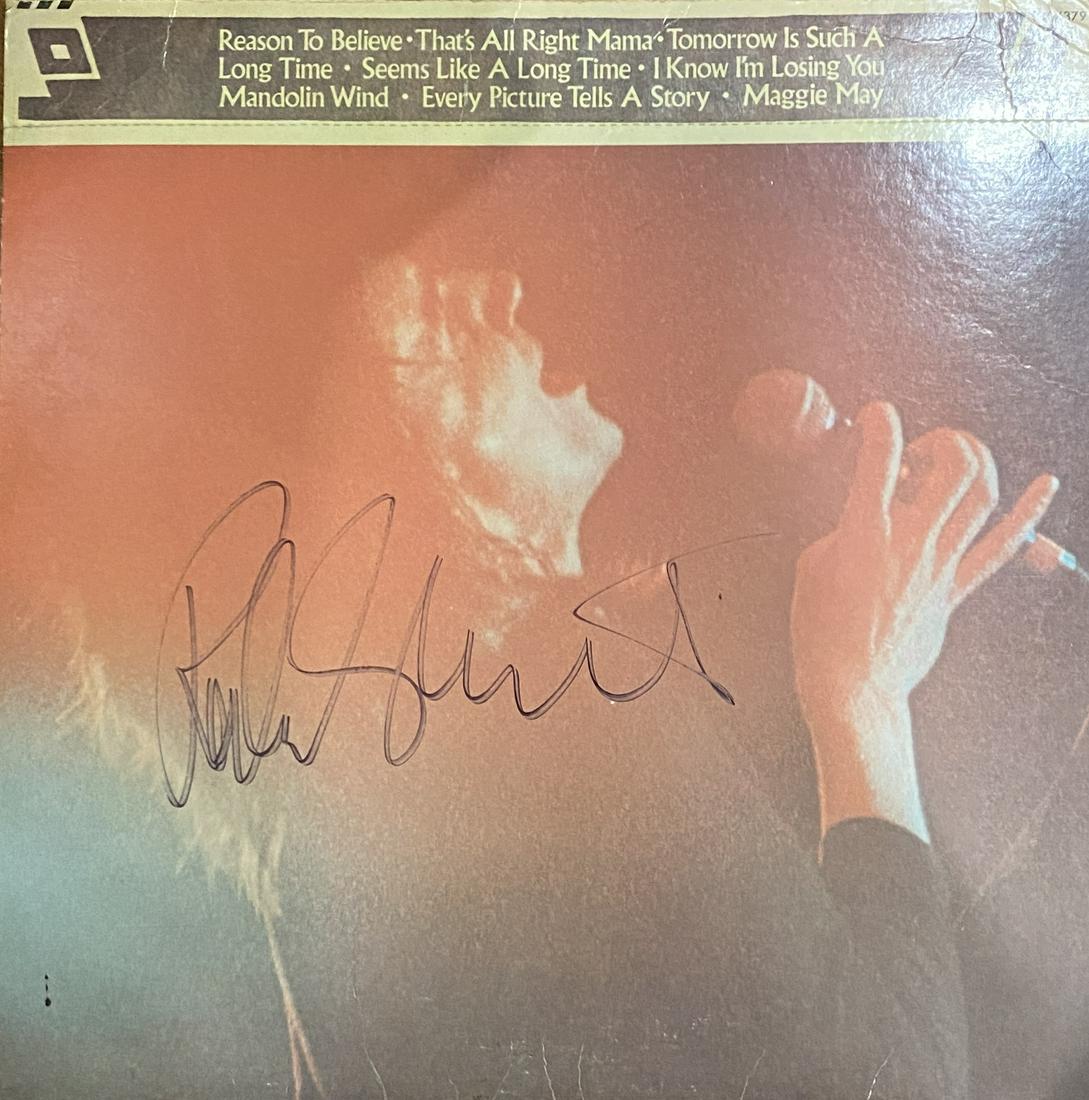 Reason To Believe • That's All Right Mama • Tomorrow Is Such A
Long Time • Seems Like A Long Time • I Know I'm Losing You
Mandolin Wind • Every Picture Tells A Story • Maggie May